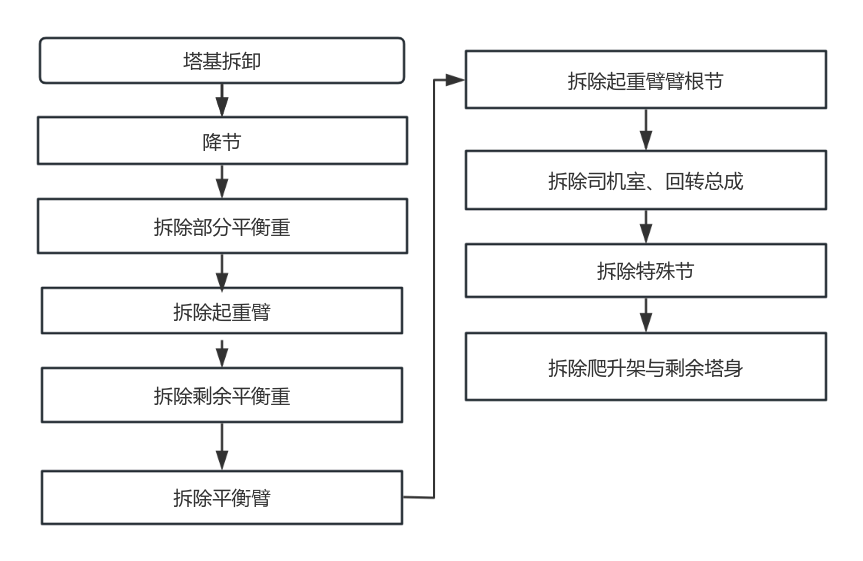 塔基拆卸
降节
拆除部分平衡重
拆除起重臂
拆除剩余平衡重
拆除平衡臂
拆除起重臂臂根节
拆除司机室、回转总成
拆除特殊节
拆除爬升架与剩余塔身